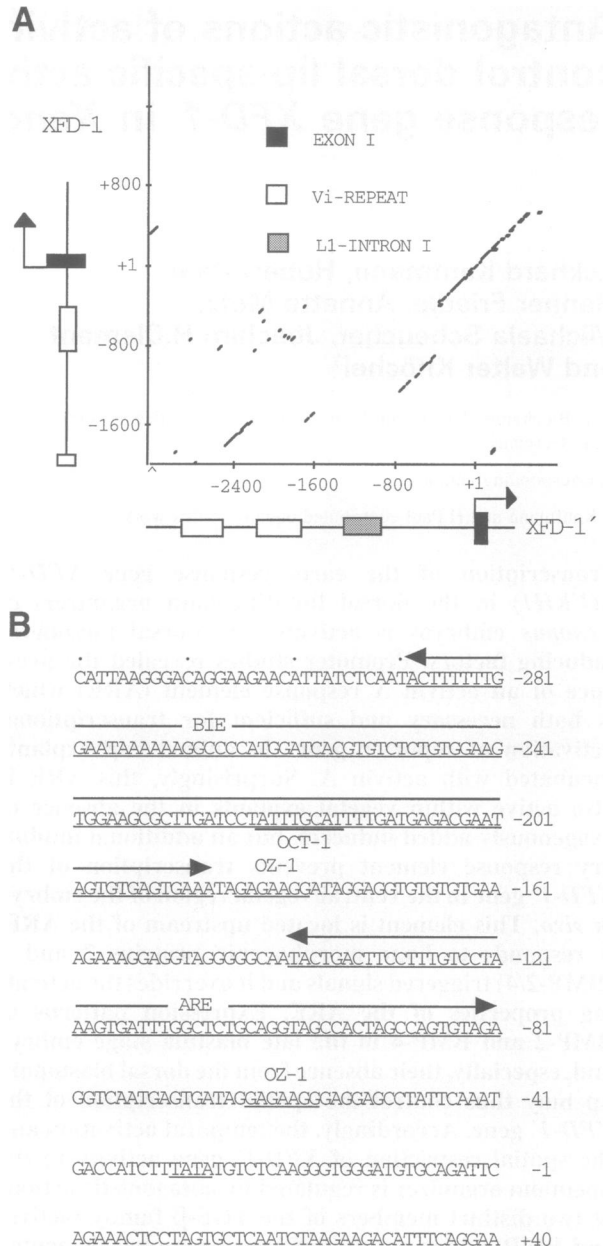 A
XFD-1
EXON I
Vi-REPEAT
L1-INTRON I
+800
+1
-800
-1600
-2400 -1600 -800 +1
XFD-1´
B
CATTAAGGGACAGGAAGAACATTATCTCAATACTTTTTTG -281
BIE
GAATAAAAAAGGCCCCATGGATCACGTGTCTCTGTGGAAG -241
TGGAAGCGCTTGATCCTATTTGCATTTTGATGAGACGAAT -201
OCT-1
OZ-1
AGTGTGAGTGAAATAGAGAAGGATAGGAGGTGTGTGTGAA -161
AGAAAGGAGGTAGGGGGCAATACTGACTTCCTTTGTCCTA -121
ARE
AAGTGATTTGGCTCTGCAGGTAGCCACTAGCCAGTGTAGA -81
OZ-1
GGTCAATGAGTGATAGGAGAAGGGAGGAGCCTATTCAAAT -41
GACCATCTTTATATGTCTCAAGGGTGGGATGTGCAGATTC -1
AGAAACTCCTAGTGCTCAATCTAAGAAGACATTTCAGGAA +40